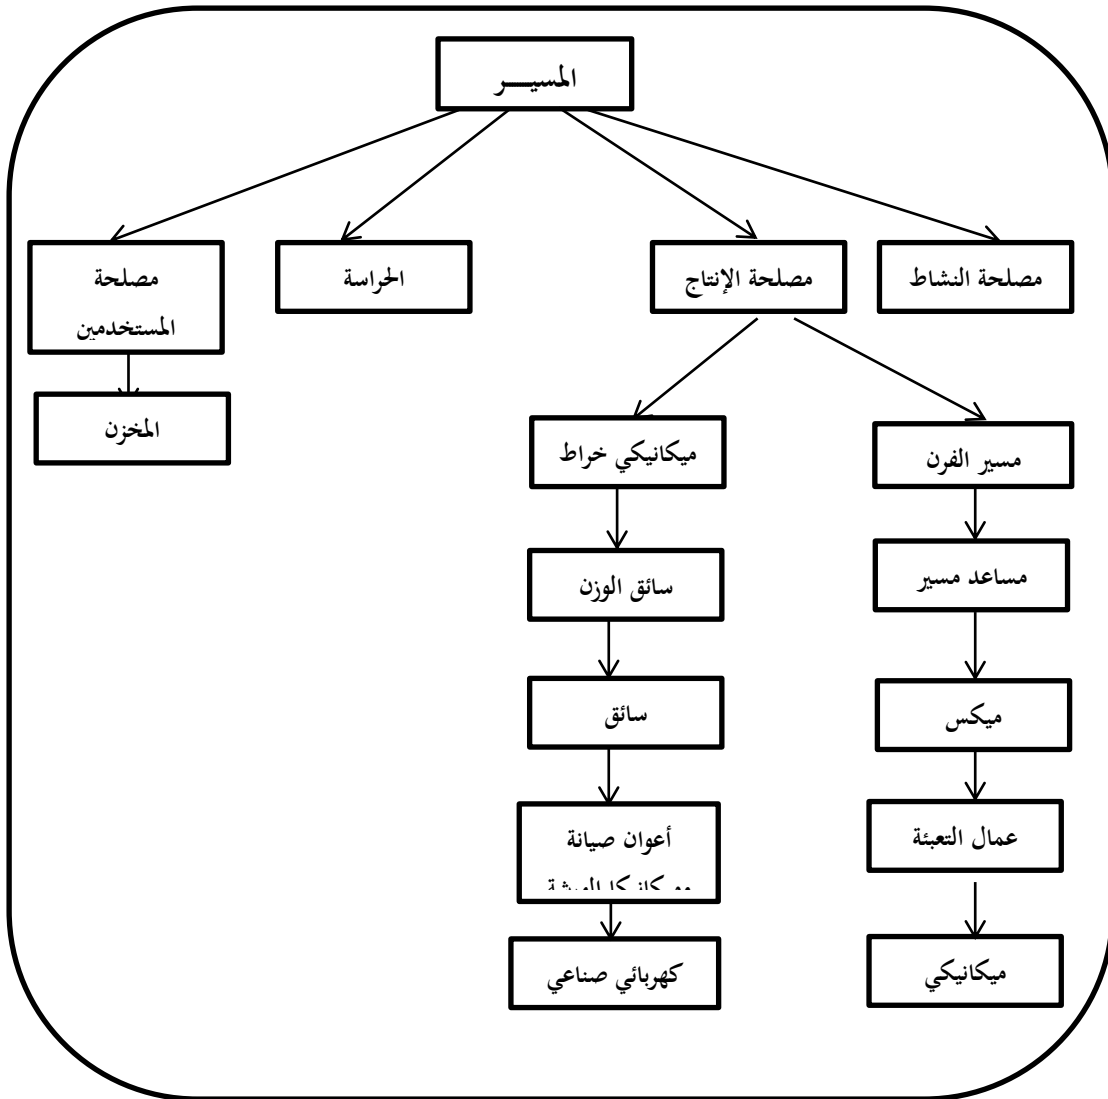 المسيـــر
مصلحة النشاط
مصلحة الإنتاج
الحراسة
مصلحة
المستخدمين
المخزن
مسير الفرن
ميكانيكي خراط
مساعد مسير
سائق الوزن
ميكس
سائق
عمال التعبئة
أعوان صيانة
ميكانيكي
كهربائي صناعي